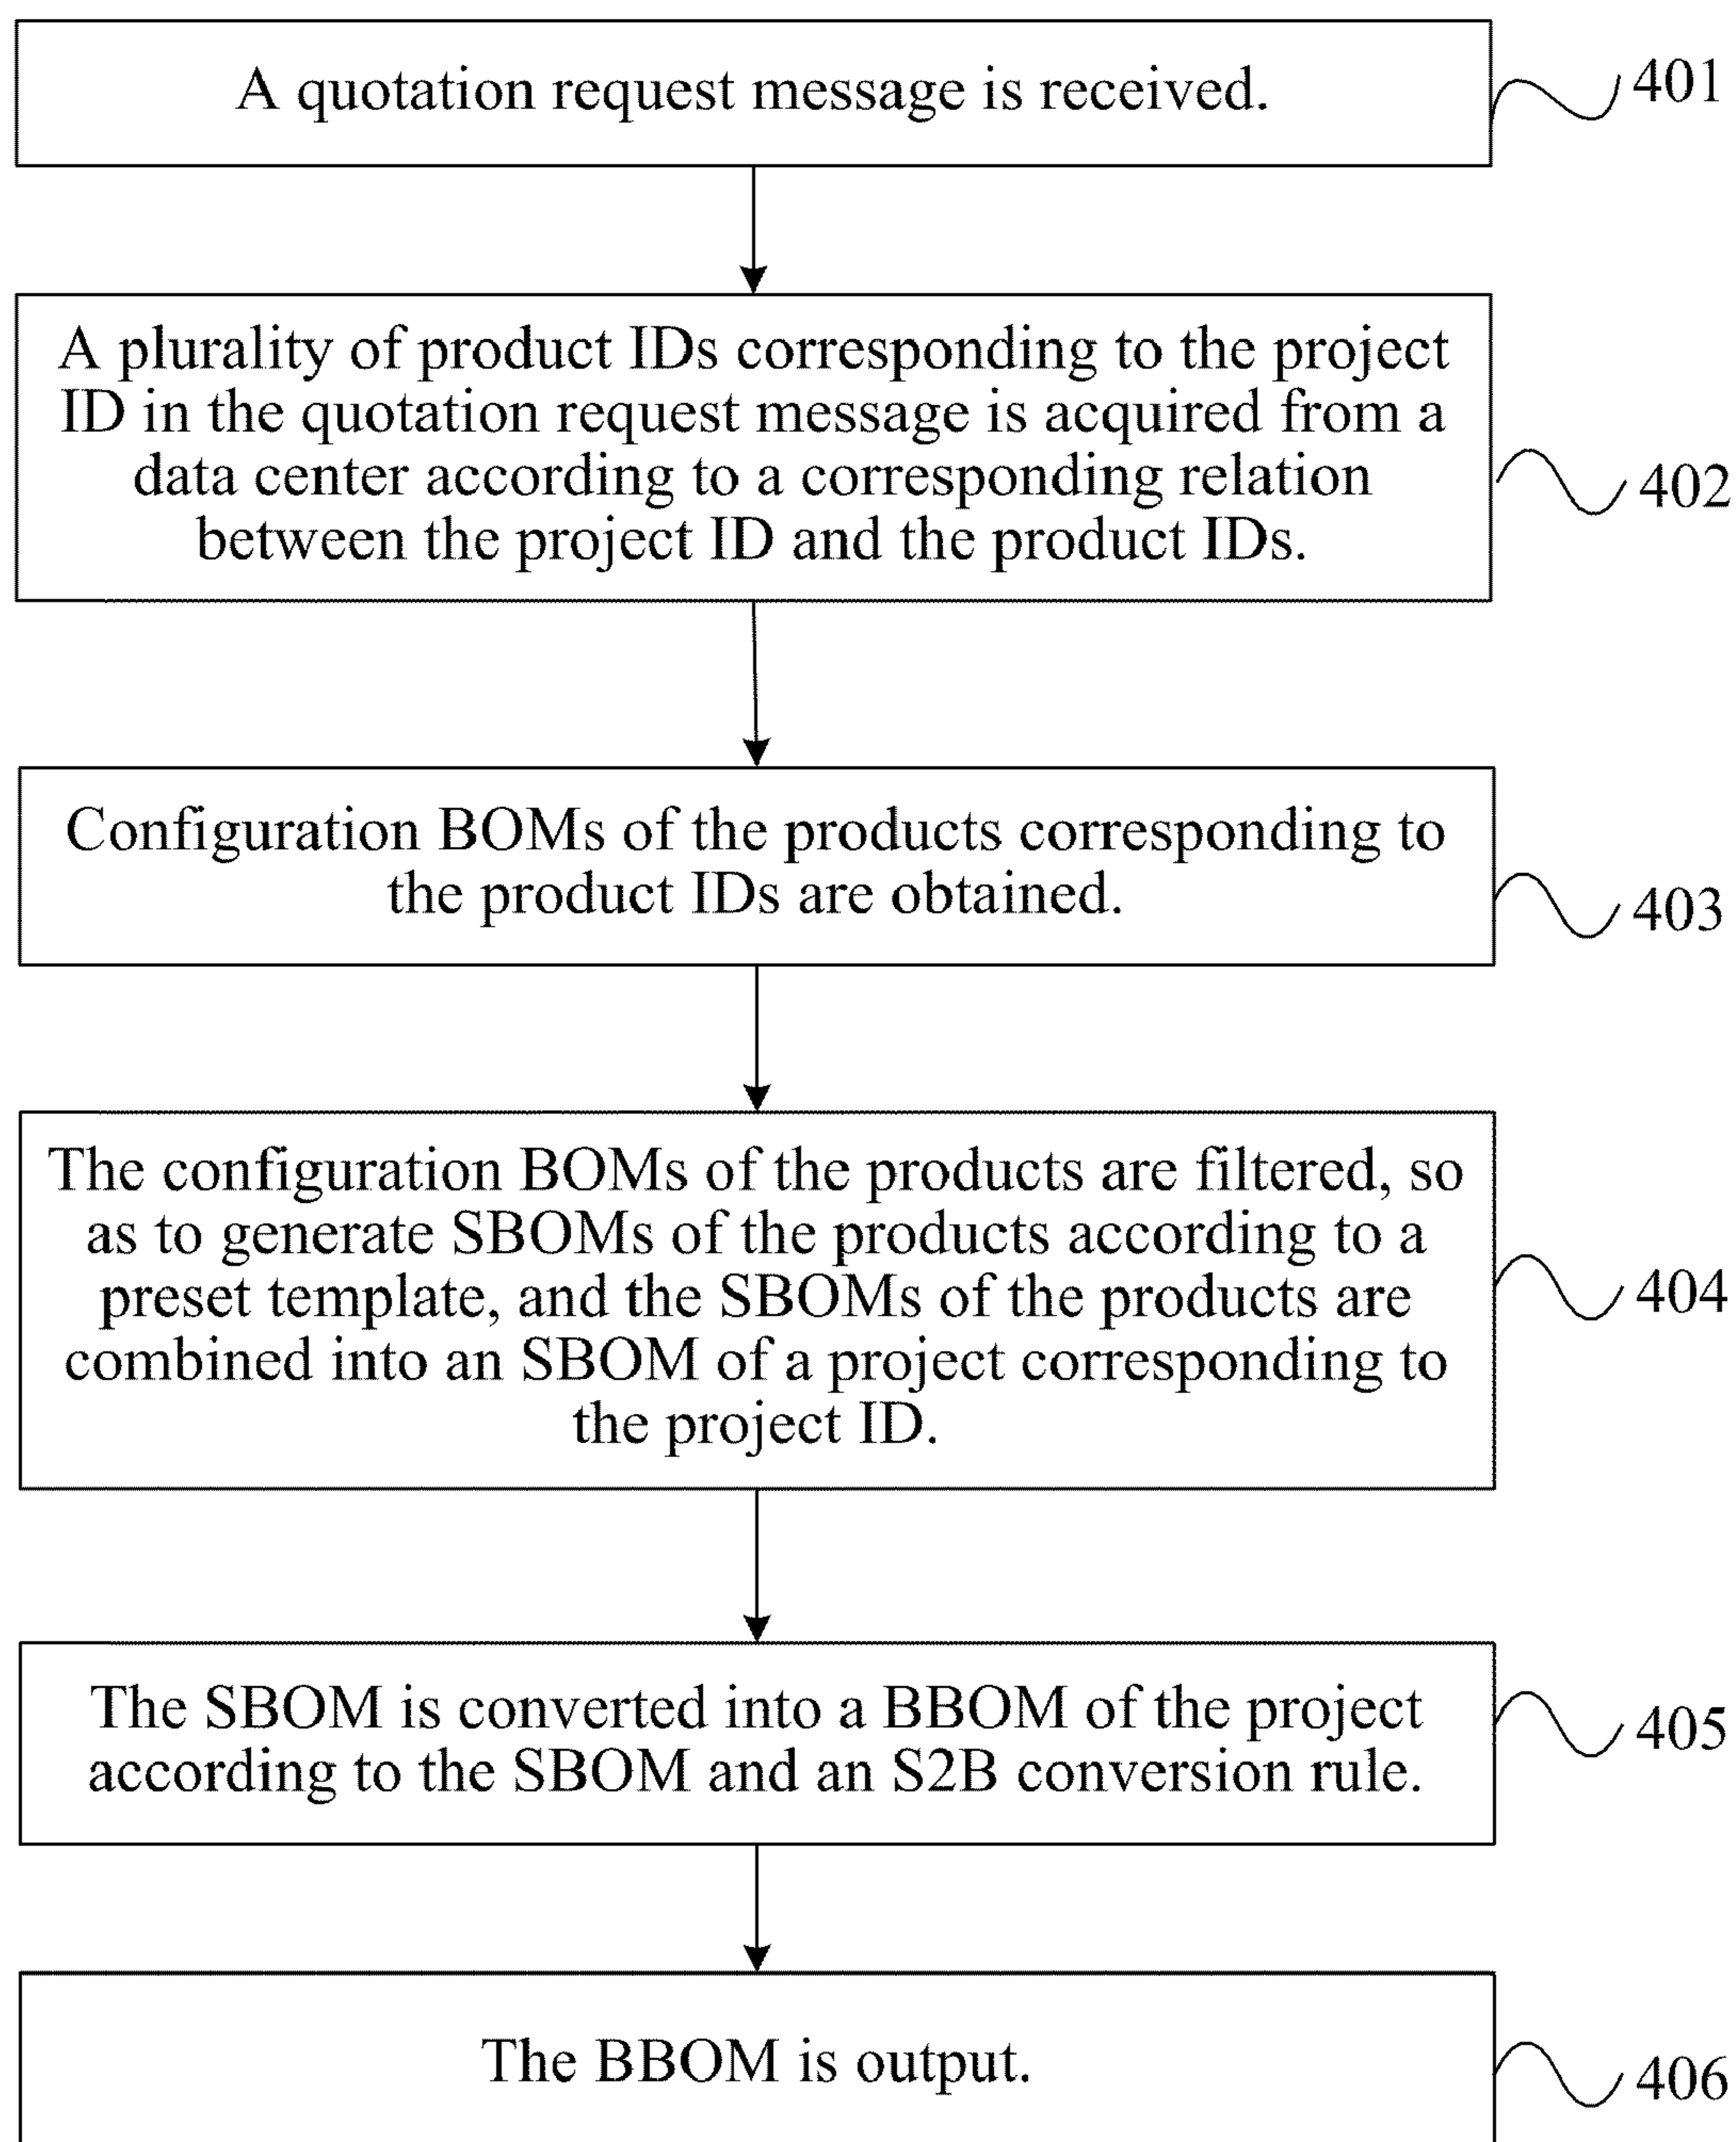 A quotation request message is received.
401
A plurality of product IDs corresponding to the project
ID in the quotation request message is acquired from a
data center according to a corresponding relation
between the project ID and the product IDs.
402
Configuration BOMs of the products corresponding to
the product IDs are obtained.
403
The configuration BOMs of the products are filtered, so
as to generate SBOMs of the products according to a
preset template, and the SBOMs of the products are
combined into an SBOM of a project corresponding to
the project ID.
404
The SBOM is converted into a BBOM of the project
according to the SBOM and an S2B conversion rule.
405
The BBOM is output.
406